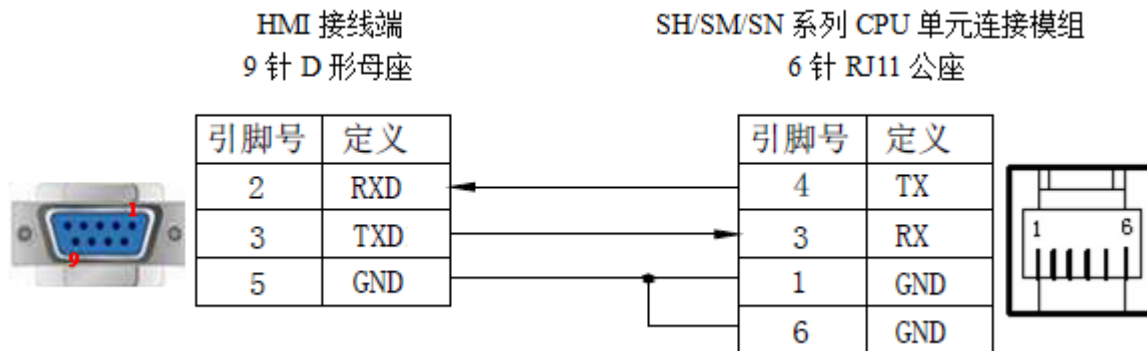 HMI 接线端
9 针 D 形母座
SH/SM/SN 系列 CPU 单元连接模组
6 针 RJ11 公座
引脚号 定义
2 RXD
3 TXD
5 GND
引脚号 定义
4 TX
3 RX
1 GND
6 GND
1
9
1 6